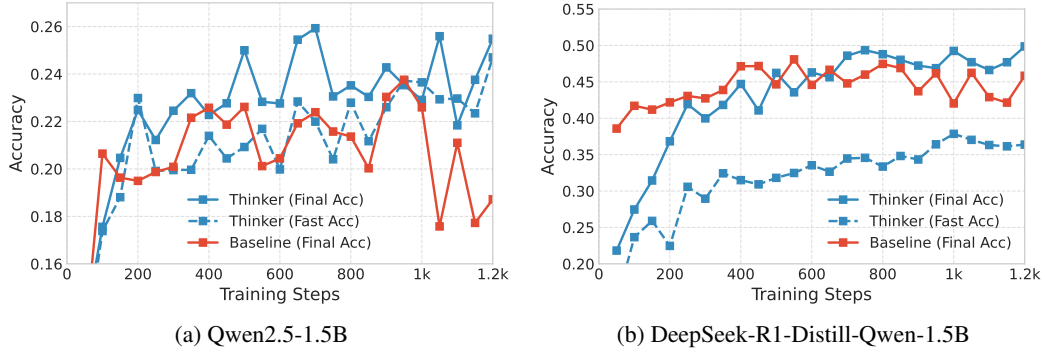 0.26
0.24
0.22
0.20
0.18
0.16
Accuracy
Thinker (Final Acc)
Thinker (Fast Acc)
Baseline (Final Acc)
0 200 400 600 800 1k 1.2k
Training Steps
(a) Qwen2.5-1.5B
0.55
0.50
0.45
0.40
0.35
0.30
0.25
0.20
Accuracy
Thinker (Final Acc)
Thinker (Fast Acc)
Baseline (Final Acc)
0 200 400 600 800 1k 1.2k
Training Steps
(b) DeepSeek-R1-Distill-Qwen-1.5B